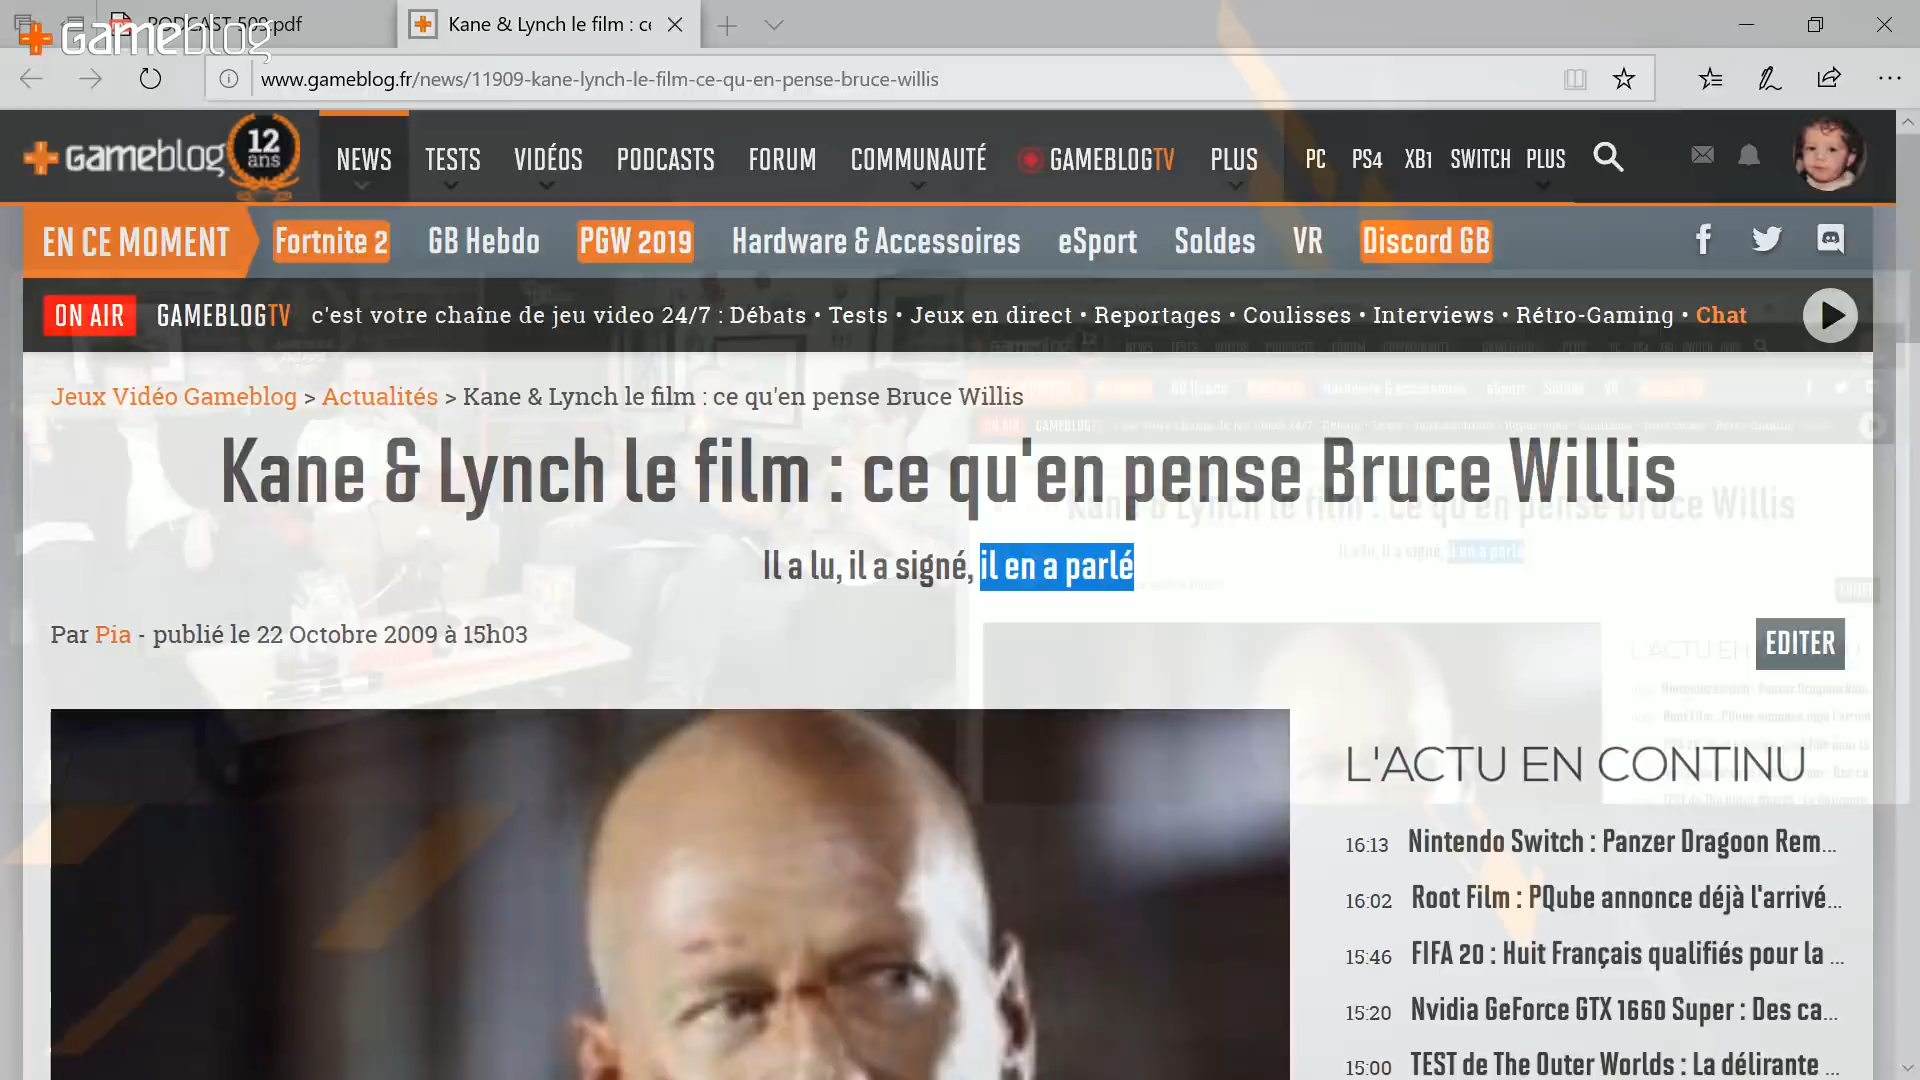 PODCAST 509.pdf
Kane & Lynch le film : ce
gameblog
www.gameblog.fr/news/11909-kane-lynch-le-film-ce-qu-en-pense-bruce-willis
gameblog 12 ans
NEWS TESTS VIDÉOS PODCASTS FORUM COMMUNAUTÉ GAMEBLOGTV PLUS PC PS4 XB1 SWITCH PLUS
EN CE MOMENT Fortnite 2 GB Hebdo PGW 2019 Hardware & Accessoires eSport Soldes VR Discord GB
ON AIR GAMEBLOGTV c'est votre chaîne de jeu video 24/7 : Débats • Tests • Jeux en direct • Reportages • Coulisses • Interviews • Rétro-Gaming • Chat
Jeux Vidéo Gameblog > Actualités > Kane & Lynch le film : ce qu'en pense Bruce Willis
Kane & Lynch le film : ce qu'en pense Bruce Willis
Il a lu, il a signé, il en a parlé
Par Pia - publié le 22 Octobre 2009 à 15h03
EDITER
L'ACTU EN CONTINU
16:13 Nintendo Switch : Panzer Dragoon Rem...
16:02 Root Film : PQube annonce déjà l'arrivé...
15:46 FIFA 20 : Huit Français qualifiés pour la ...
15:20 Nvidia GeForce GTX 1660 Super : Des ca...
15:00 TEST de The Outer Worlds : La délirante ...